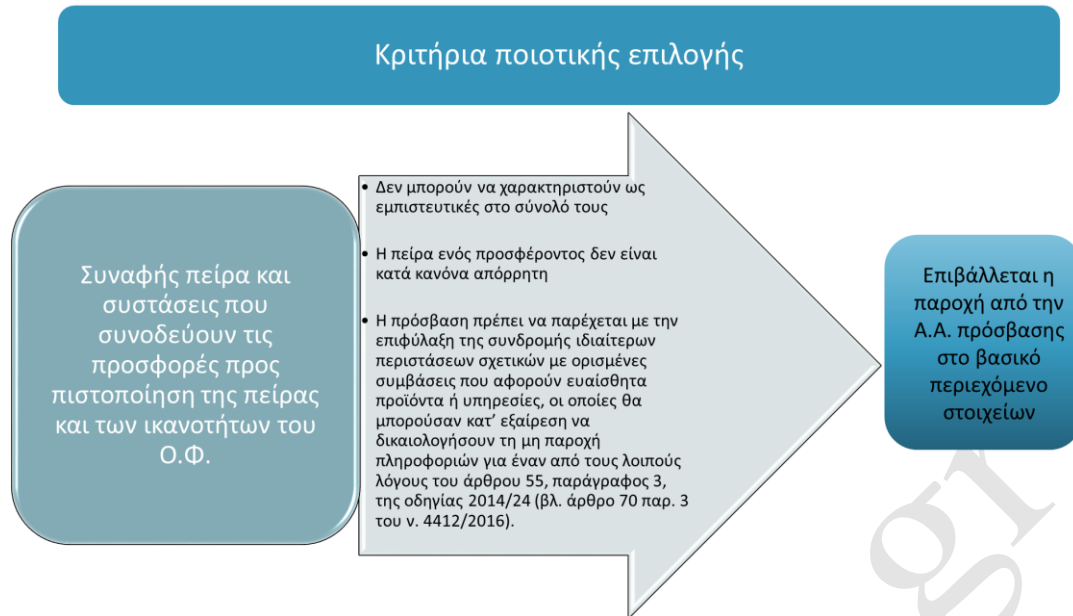 Κριτήρια ποιοτικής επιλογής
Συναφής πείρα και
συστάσεις που
συνοδεύουν τις
προσφορές προς
πιστοποίηση της πείρας
και των ικανοτήτων του
Ο.Φ.
• Δεν μπορούν να χαρακτηριστούν ως
εμπιστευτικές στο σύνολό τους
• Η πείρα ενός προσφέροντος δεν είναι
κατά κανόνα απόρρητη
• Η πρόσβαση πρέπει να παρέχεται με την
επιφύλαξη της συνδρομής ιδιαίτερων
περιστάσεων σχετικών με ορισμένες
συμβάσεις που αφορούν ευαίσθητα
προϊόντα ή υπηρεσίες, οι οποίες θα
μπορούσαν κατ’ εξαίρεση να
δικαιολογήσουν τη μη παροχή
πληροφοριών για έναν από τους λοιπούς
λόγους του άρθρου 55, παράγραφος 3,
της οδηγίας 2014/24 (βλ. άρθρο 70 παρ. 3
του ν. 4412/2016).
Επιβάλλεται η
παροχή από την
Α.Α. πρόσβασης
στο βασικό
περιεχόμενο
στοιχείων
gr